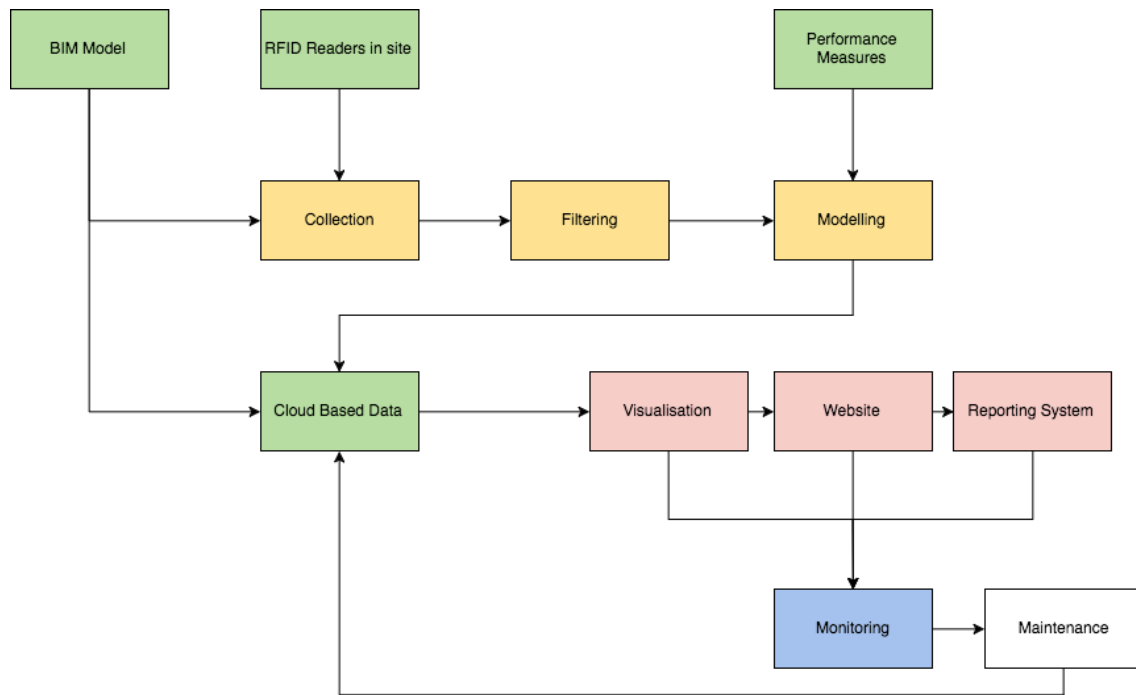 BIM Model
RFID Readers in site
Performance
Measures
Collection
Filtering
Modelling
Cloud Based Data
Visualisation
Website
Reporting System
Monitoring
Maintenance